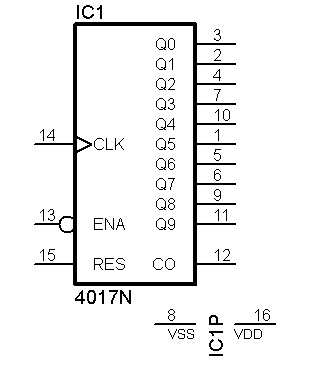 IC1
Q0 3
Q1 2
Q2 4
Q3 7
Q4 10
14 CLK Q5 1
Q6 5
Q7 6
Q8 9
13 ENA Q9 11
15 RES CO 12
4017N
8 IC1P 16
VSS VDD